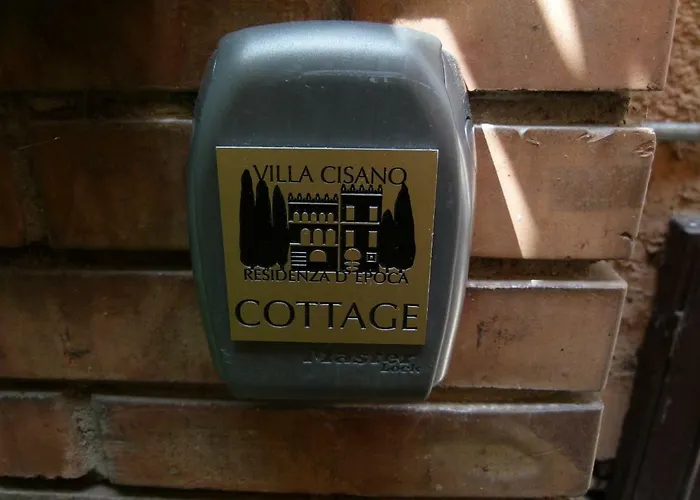 VILLA CISANO
RESIDENZA D'EPOCA
COTTAGE
Master
Lock